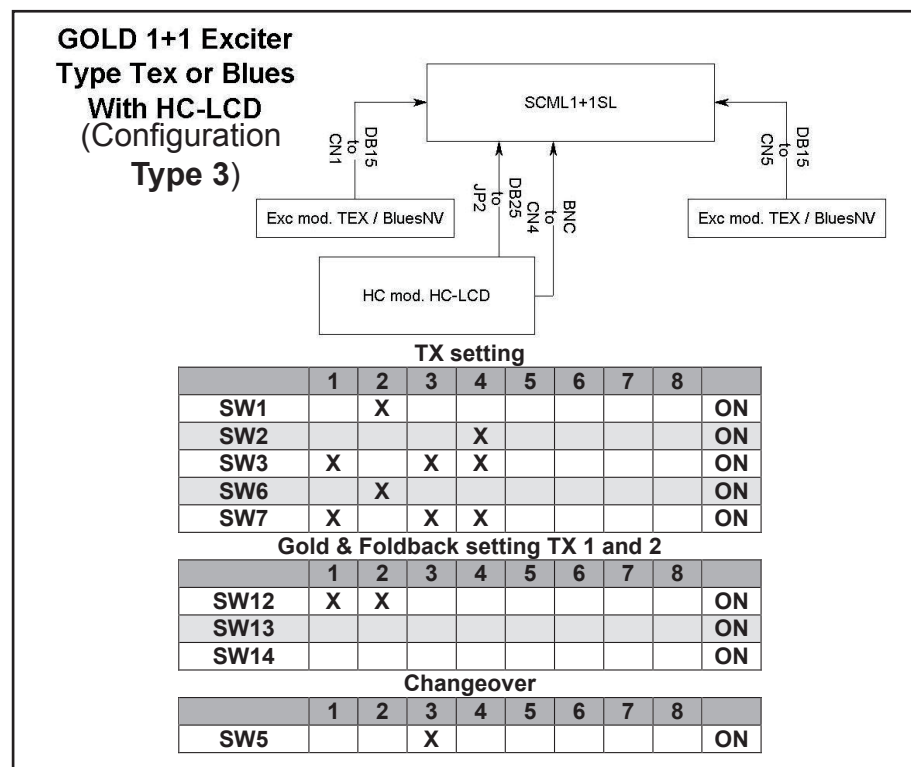 GOLD 1+1 Exciter
Type Tex or Blues
With HC-LCD
(Configuration
Type 3)
SCML1+1SL
DB15
to
CN1
DB15
to
CN5
DB25
to
JP2
BNC
to
CN4
Exc mod. TEX / BluesNV
Exc mod. TEX / BluesNV
HC mod. HC-LCD
TX setting
1 2 3 4 5 6 7 8
SW1 X ON
SW2 X ON
SW3 X X X ON
SW6 X ON
SW7 X X X ON
Gold & Foldback setting TX 1 and 2
1 2 3 4 5 6 7 8
SW12 X X ON
SW13 ON
SW14 ON
Changeover
1 2 3 4 5 6 7 8
SW5 X ON